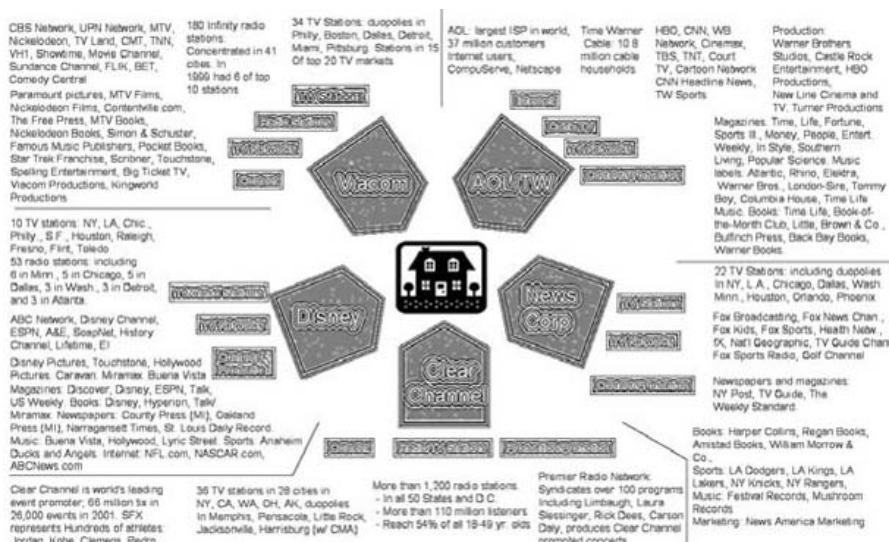 CBS Network, UPN Network, MTV,
Nickelodeon, TV Land, CMT, TNN,
VH1, Showtime, Movie Channel,
Sundance Channel, FLIK, BET,
Comedy Central
Paramount pictures, MTV Films,
Nickelodeon Films, Contentville.com,
The Free Press, MTV Books,
Nickelodeon Books, Simon & Schuster,
Famous Music Publishers, Pocket Books,
Star Trek Franchise, Scribner, Touchstone,
Spelling Entertainment, Big Ticket TV,
Viacom Productions, Kingworld
Productions
180 Infinity radio
stations:
Concentrated in 41
cities. In
1999 had 6 of top
10 stations
34 TV Stations: duopolies in
Philly, Boston, Dallas, Detroit,
Miami, Pittsburg. Stations in 15
Of top 20 TV markets
AOL: largest ISP in world,
37 million customers
Internet users,
CompuServe, Netscape
Time Warner
Cable: 10.8
million cable
households
HBO, CNN, WB
Network, Cinemax,
TBS, TNT, Court
TV, Cartoon Network
CNN Headline News,
TW Sports
Production:
Warner Brothers
Studios, Castle Rock
Entertainment, HBO
Productions,
New Line Cinema and
TV, Turner Productions
Magazines: Time, Life, Fortune,
Sports Ill., Money, People, Entert.
Weekly, In Style, Southern
Living, Popular Science. Music
labels: Atlantic, Rhino, Elektra,
Warner Bros., London-Sire, Tommy
Boy, Columbia House, Time Life
Music. Books: Time Life, Book-of-
the-Month Club, Little, Brown & Co.,
Bulfinch Press, Back Bay Books,
Warner Books.
TV Stations
Viacom
AOL/TW
10 TV stations: NY, LA, Chic.,
Philly., S.F., Houston, Raleigh,
Fresno, Flint, Toledo
53 radio stations: including
6 in Minn., 5 in Chicago, 5 in
Dallas, 3 in Wash., 3 in Detroit,
and 3 in Atlanta.
ABC Network, Disney Channel,
ESPN, A&E, SoapNet, History
Channel, Lifetime, E!
Disney Pictures, Touchstone, Hollywood
Pictures. Caravan. Miramax. Buena Vista
Magazines: Discover, Disney, ESPN, Talk,
US Weekly. Books: Disney, Hyperion, Talk/
Miramax. Newspapers: County Press (MI), Oakland
Press (MI), Narragansett Times, St. Louis Daily Record.
Music: Buena Vista, Hollywood, Lyric Street. Sports: Anaheim
Ducks and Angels. Internet: NFL.com, NASCAR.com,
ABCNews.com
Disney
News
Corp
Clear
Channel
22 TV Stations: including duopolies
In NY, L.A., Chicago, Dallas, Wash.
Minn., Houston, Orlando, Phoenix
Fox Broadcasting, Fox News Chan.,
Fox Kids, Fox Sports, Health Netw.,
fX, Nat'l Geographic, TV Guide Chan
Fox Sports Radio, Golf Channel
Newspapers and magazines:
NY Post, TV Guide, The
Weekly Standard.
Books: Harper Collins, Regan Books,
Amistad Books, William Morrow &
Co.,
Sports: LA Dodgers, LA Kings, LA
Lakers, NY Knicks, NY Rangers,
Music: Festival Records, Mushroom
Records
Marketing: News America Marketing
Clear Channel is world's leading
event promoter; 66 million tix in
26,000 events in 2001. SFX
represents Hundreds of athletes:
Jordan, Kobe, Clemens, Pedro
36 TV stations in 28 cities in
NY, CA, WA, OH, AK, duopolies
In Memphis, Pensacola, Little Rock,
Jacksonville, Harrisburg (w/ CMA)
More than 1,200 radio stations
- In all 50 States and D.C.
- More than 110 million listeners
- Reach 54% of all 18-49 yr. olds
Premier Radio Network:
Syndicates over 100 programs
Including Limbaugh, Laura
Slessinger, Rick Dees, Carson
Daly, produces Clear Channel
prompted concerts